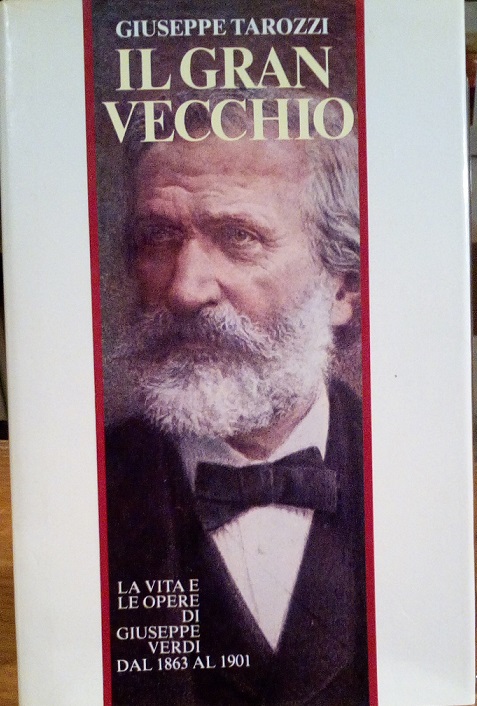 GIUSEPPE TAROZZI
IL GRAN
VECCHIO
LA VITA E
LE OPERE
DI
GIUSEPPE
VERDI
DAL 1863 AL 1901